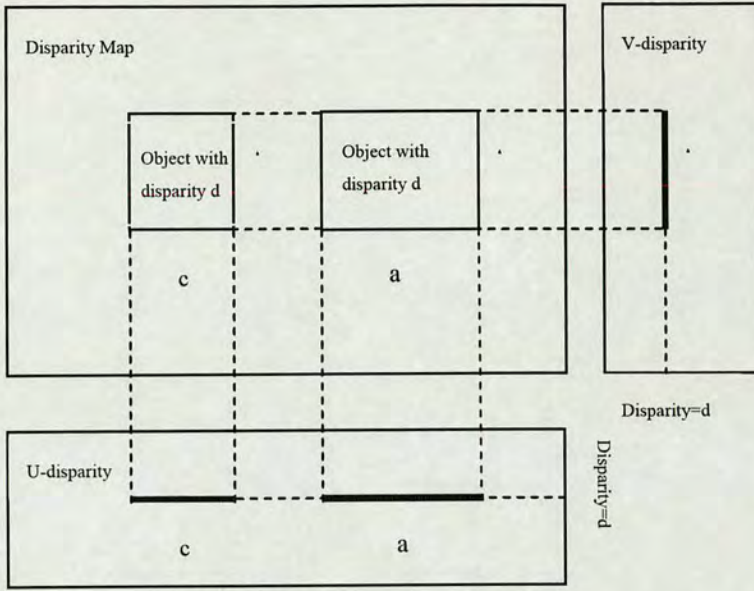 Disparity Map
V-disparity
Object with
disparity d
Object with
disparity d
c
a
Disparity=d
U-disparity
Disparity=d
c
a